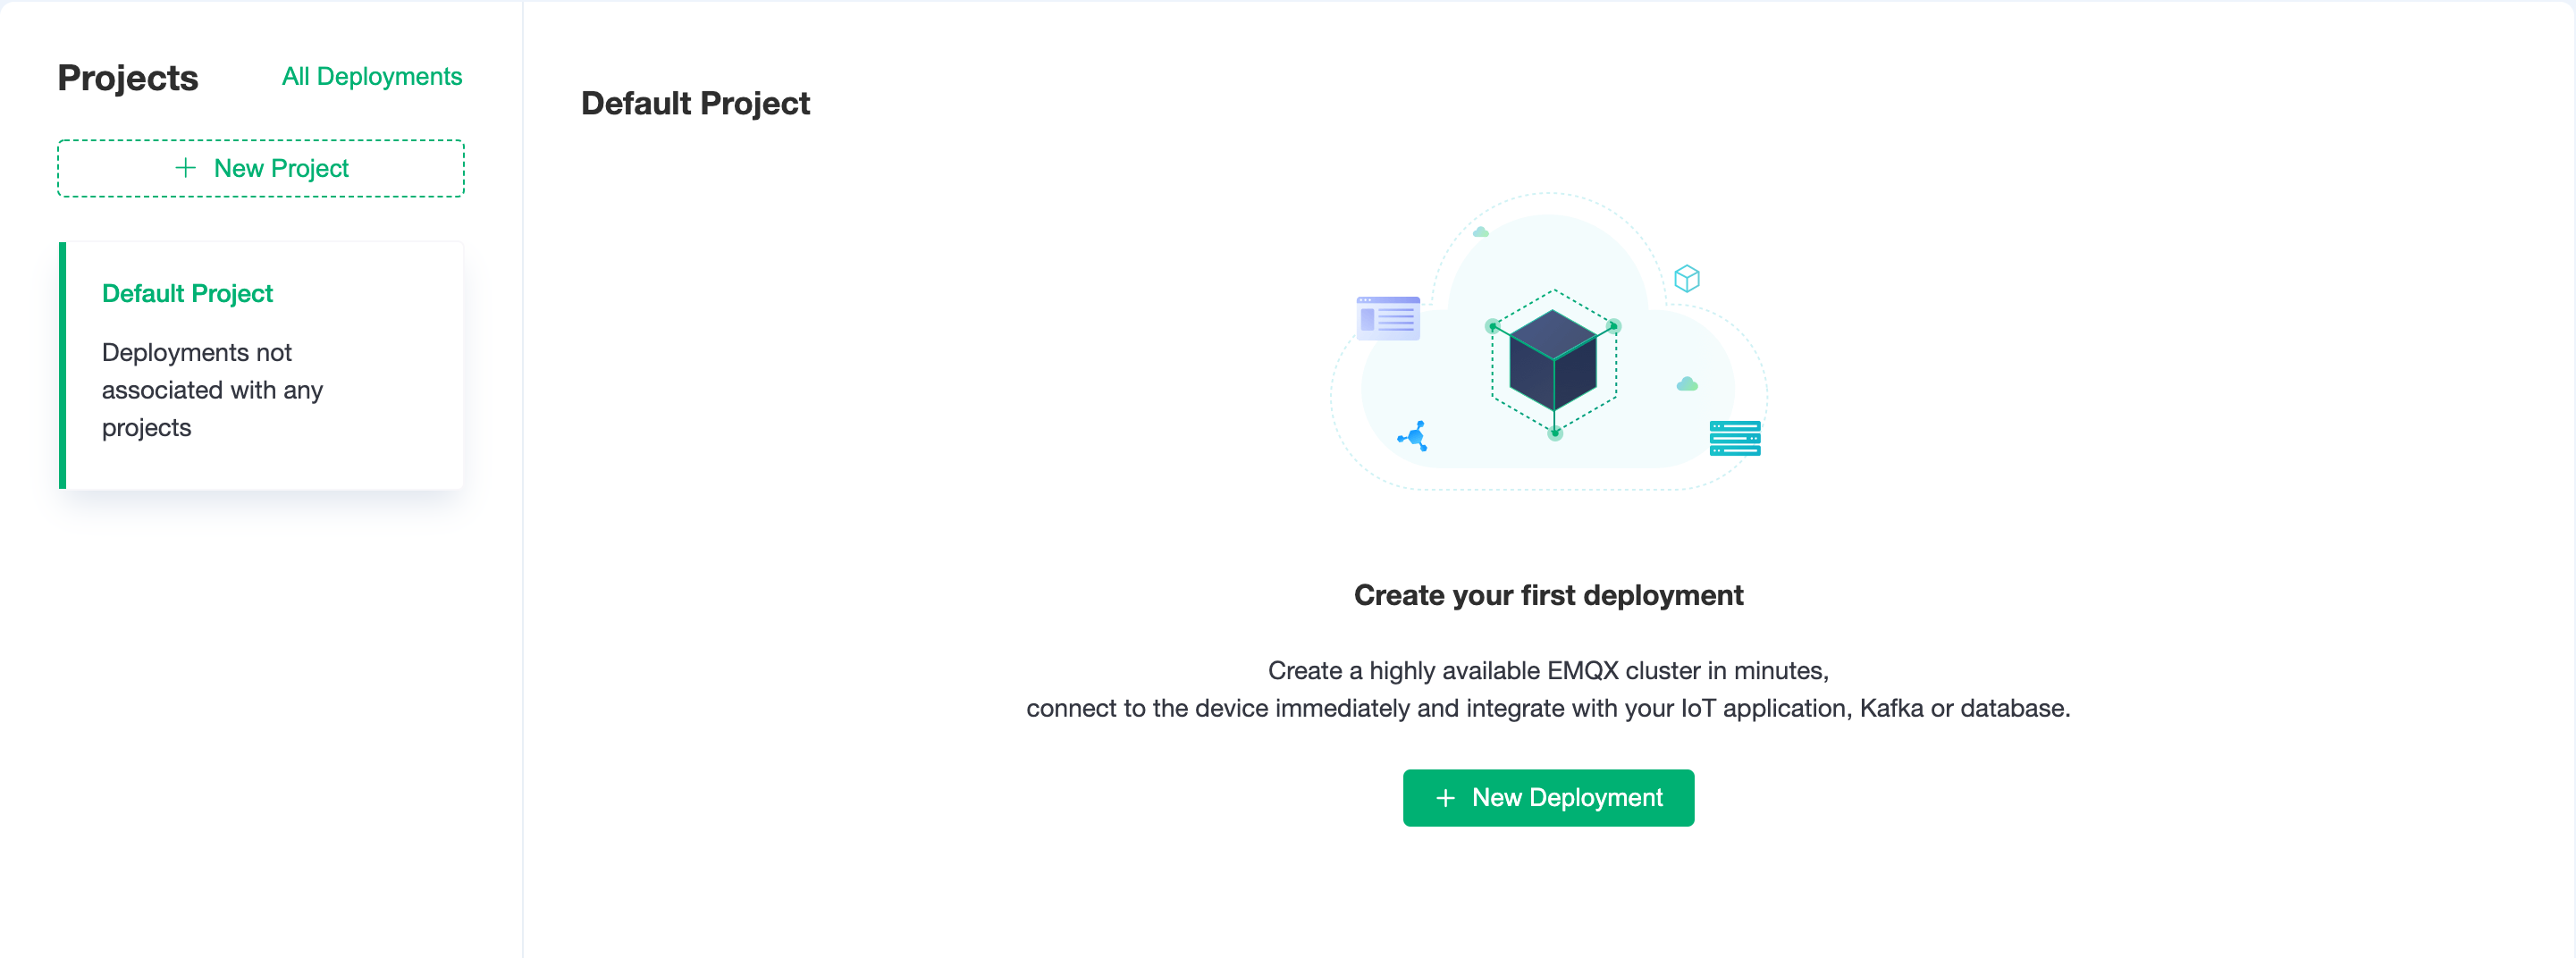 Projects
All Deployments
+ New Project
Default Project
Deployments not
associated with any
projects
Default Project
Create your first deployment
Create a highly available EMQX cluster in minutes,
connect to the device immediately and integrate with your IoT application, Kafka or database.
+ New Deployment